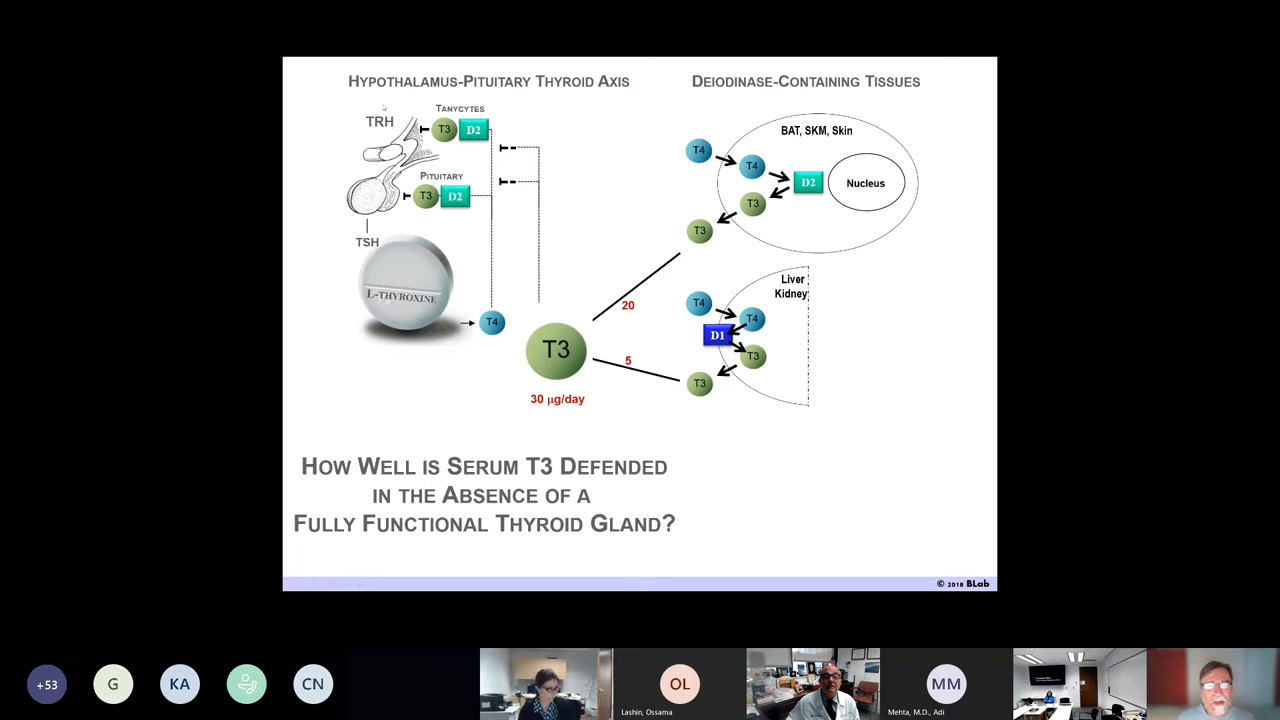 HYPOTHALAMUS-PITUITARY THYROID AXIS
DEIODINASE-CONTAINING TISSUES
TANYCTES
TRH
T3
D2
PITUITARY
T3
D2
TSH
L-THYROXINE
T4
T3
30 µg/day
20
5
BAT, SKM, Skin
T4
T4
D2
Nucleus
T3
T3
Liver
Kidney
T4
T4
D1
T3
T3
HOW WELL IS SERUM T3 DEFENDED
IN THE ABSENCE OF A
FULLY FUNCTIONAL THYROID GLAND?
© 2018 BLab
+53
G
KA
CN
OL
Lashin, Ossama
MM
Mehta, M.D., Adi